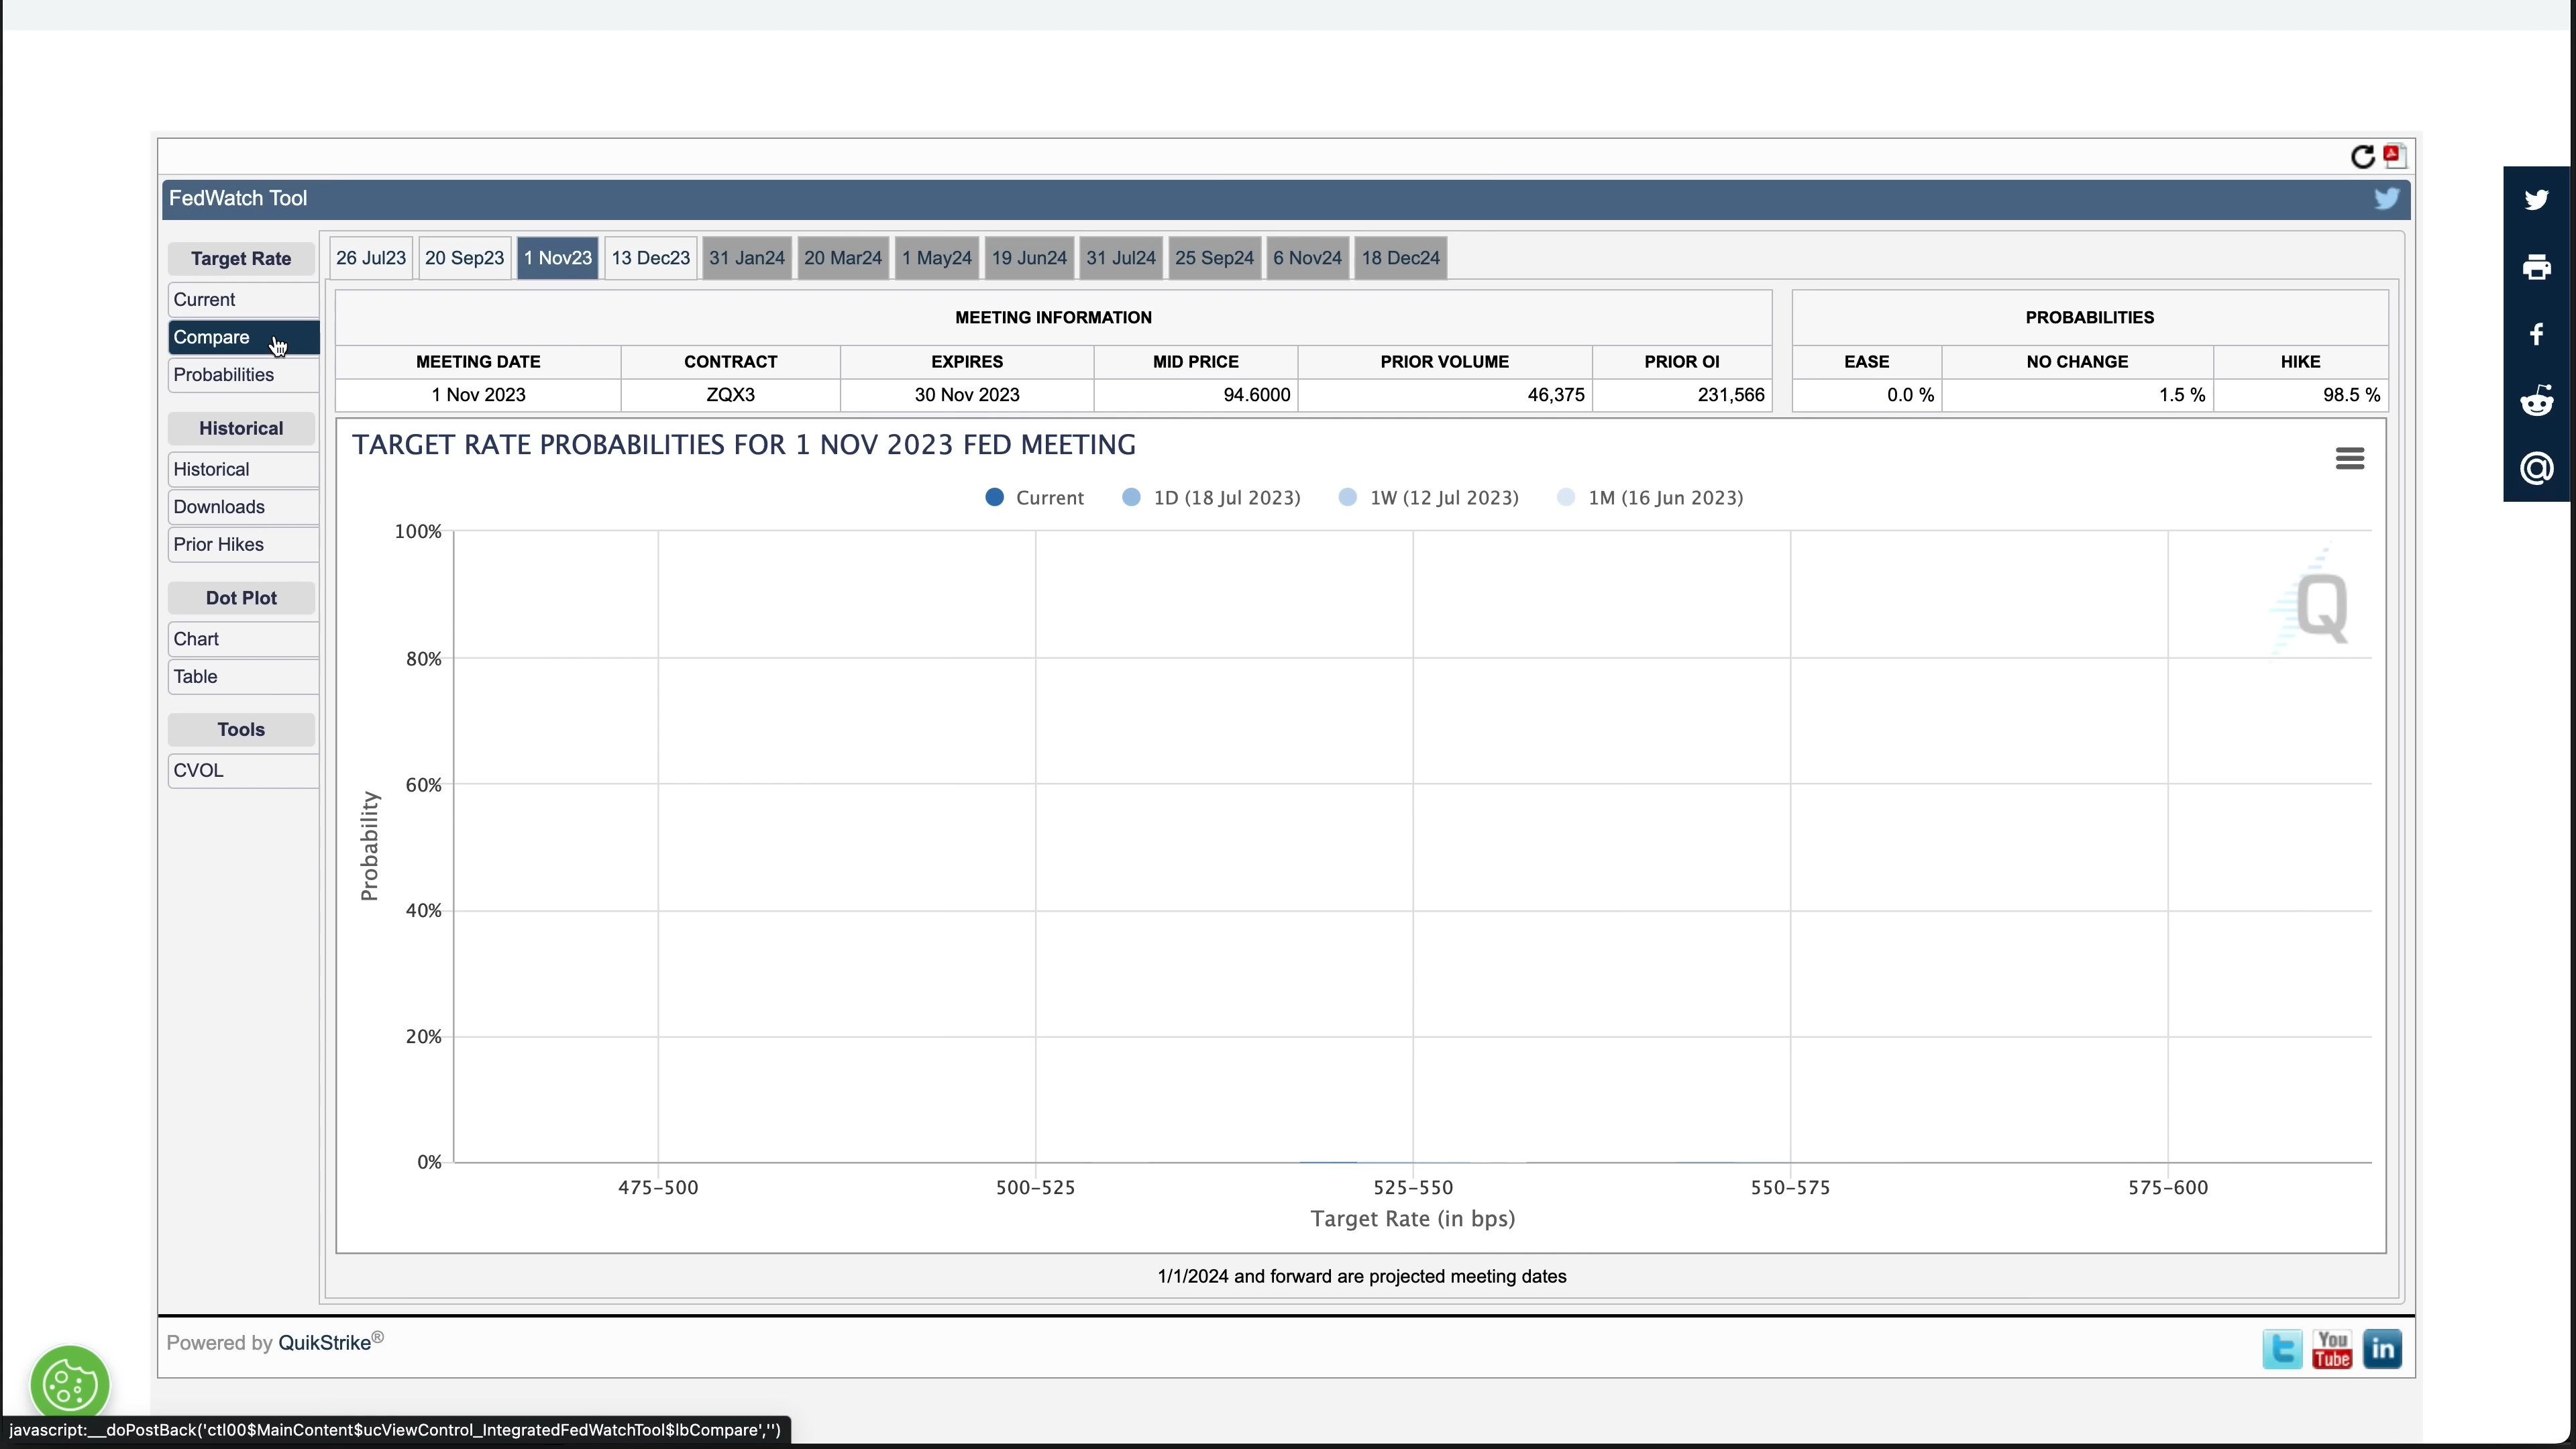 FedWatch Tool
Target Rate
Current
Compare
Probabilities
Historical
Historical
Downloads
Prior Hikes
Dot Plot
Chart
Table
Tools
CVOL
26 Jul23 20 Sep23 1 Nov23 13 Dec23 31 Jan24 20 Mar24 1 May24 19 Jun24 31 Jul24 25 Sep24 6 Nov24 18 Dec24
MEETING INFORMATION
MEETING DATE CONTRACT EXPIRES MID PRICE PRIOR VOLUME PRIOR OI
1 Nov 2023 ZQX3 30 Nov 2023 94.6000 46,375 231,566
PROBABILITIES
EASE NO CHANGE HIKE
0.0 % 1.5 % 98.5 %
TARGET RATE PROBABILITIES FOR 1 NOV 2023 FED MEETING
Current 1D (18 Jul 2023) 1W (12 Jul 2023) 1M (16 Jun 2023)
Q
Probability
100%
80%
60%
40%
20%
0%
475–500 500–525 525–550 550–575 575–600
Target Rate (in bps)
1/1/2024 and forward are projected meeting dates
Powered by QuikStrike®
You
Tube
in
javascript:__doPostBack('ctl00$MainContent$ucViewControl_IntegratedFedWatchTool$lbCompare','')